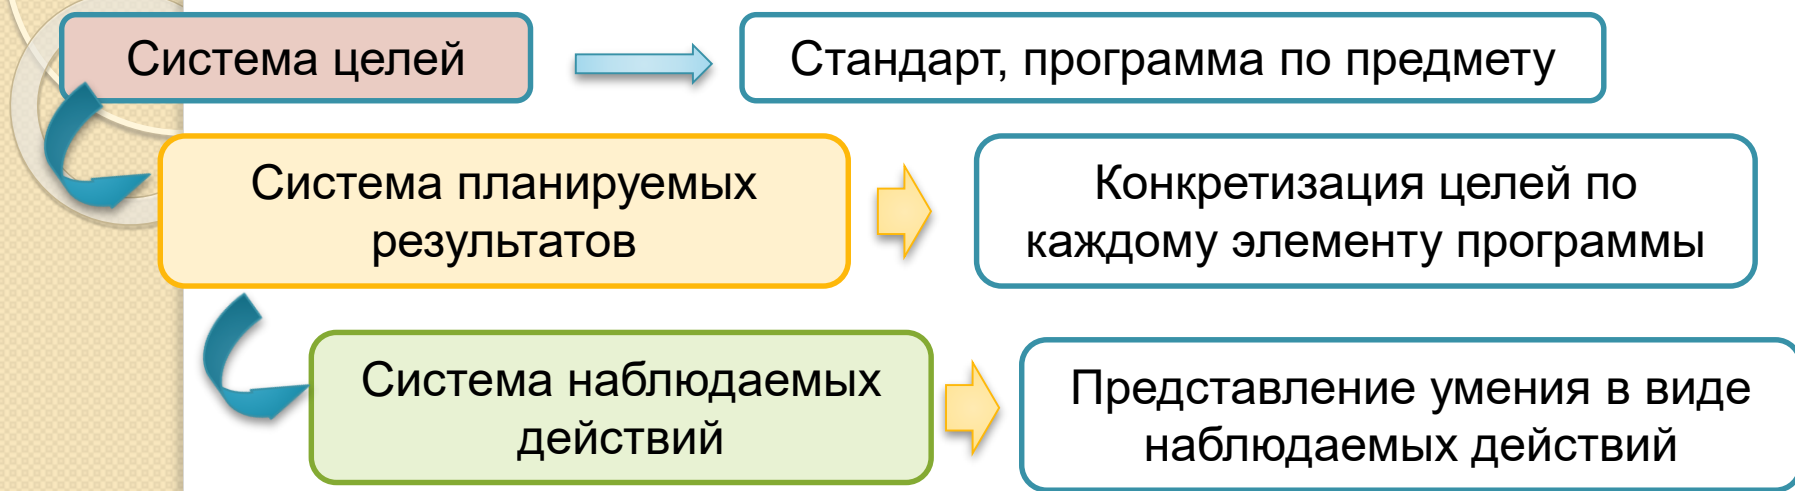 Система целей
Стандарт, программа по предмету
Система планируемых
результатов
Конкретизация целей по
каждому элементу программы
Система наблюдаемых
действий
Представление умения в виде
наблюдаемых действий